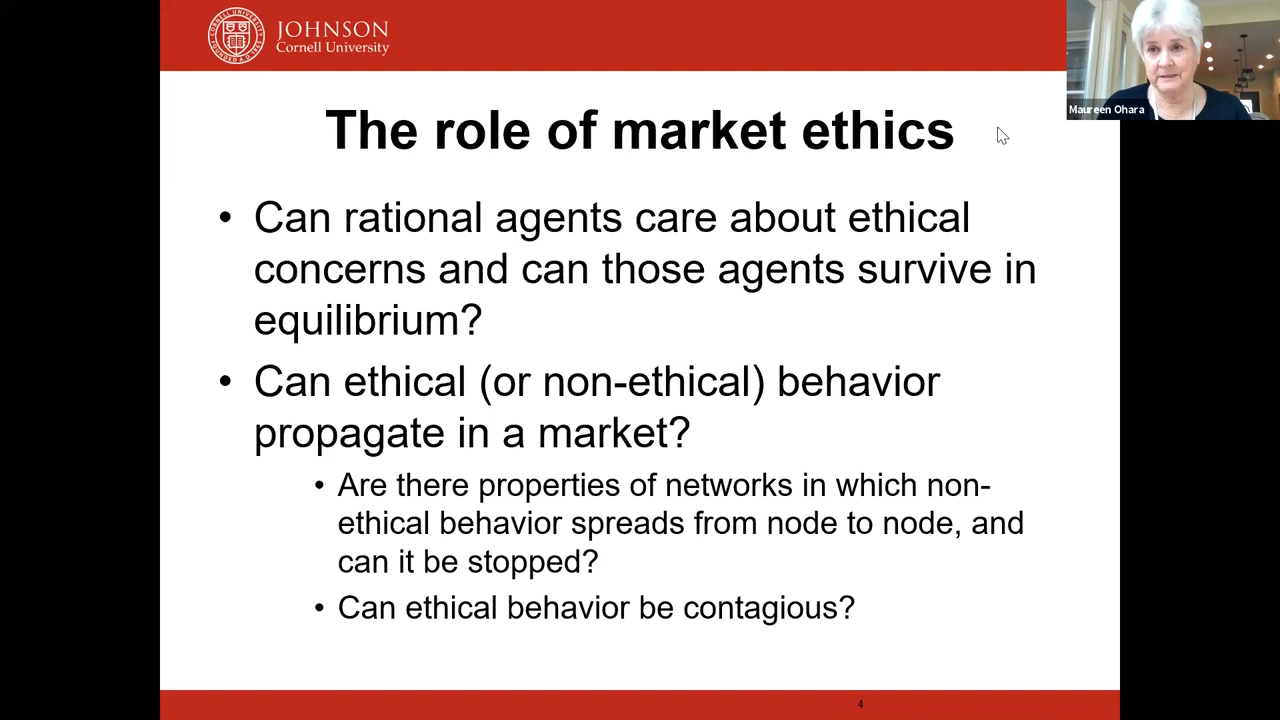 JOHNSON
Cornell University
Maureen Ohara
The role of market ethics
• Can rational agents care about ethical
concerns and can those agents survive in
equilibrium?
• Can ethical (or non-ethical) behavior
propagate in a market?
• Are there properties of networks in which non-
ethical behavior spreads from node to node, and
can it be stopped?
• Can ethical behavior be contagious?
4